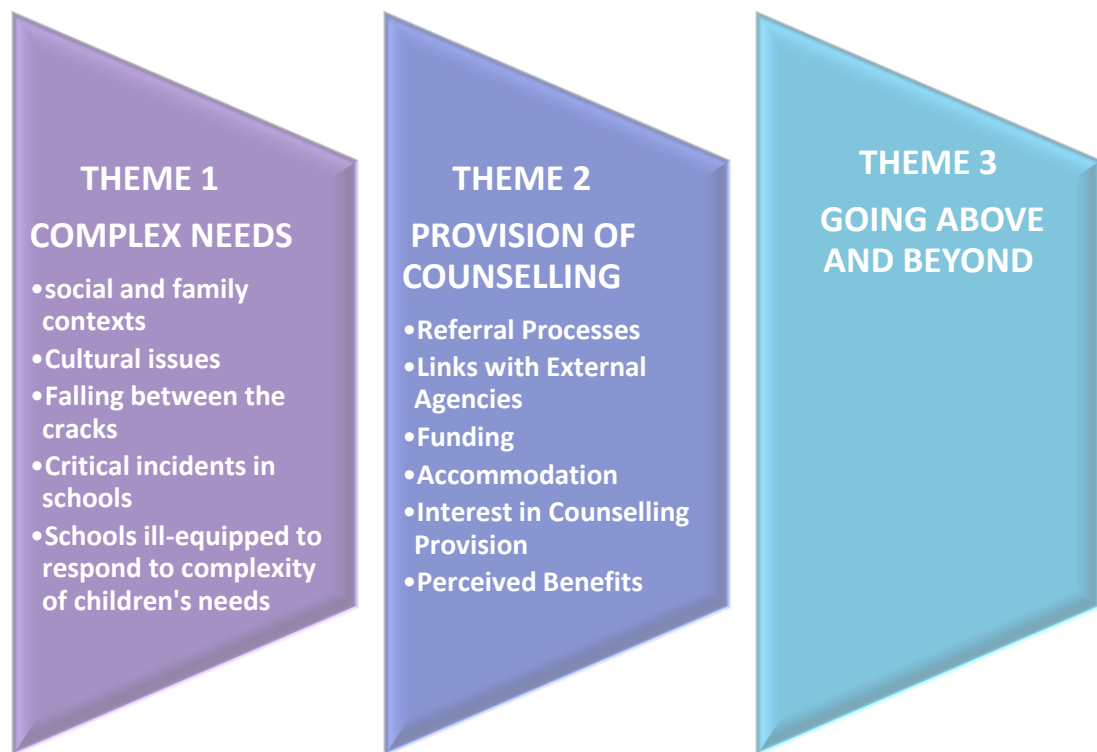 THEME 1
COMPLEX NEEDS
•social and family
contexts
•Cultural issues
•Falling between the
cracks
•Critical incidents in
schools
•Schools ill-equipped to
respond to complexity
of children's needs
THEME 2
PROVISION OF
COUNSELLING
•Referral Processes
•Links with External
Agencies
•Funding
•Accommodation
•Interest in Counselling
Provision
•Perceived Benefits
THEME 3
GOING ABOVE
AND BEYOND